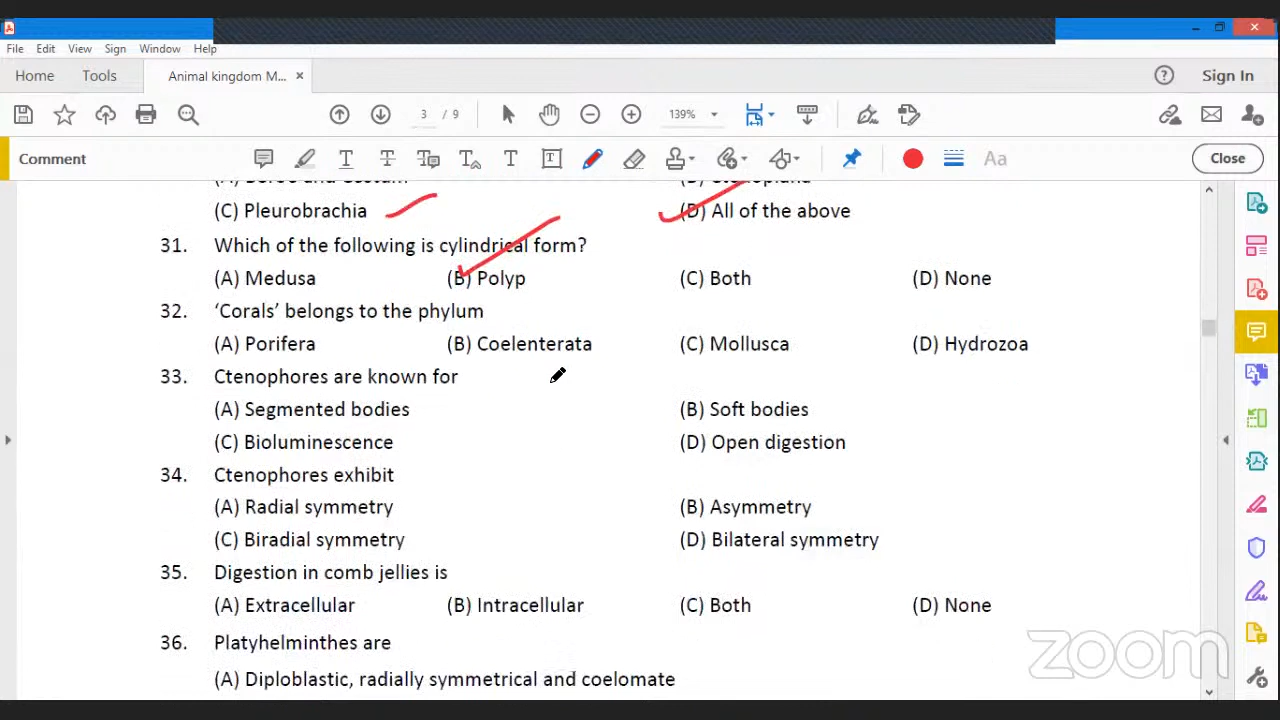 File Edit View Sign Window Help
Home Tools Animal kingdom M... × Sign In
3 / 9 139%
Comment Aa Close
(C) Pleurobrachia (D) All of the above
31. Which of the following is cylindrical form?
(A) Medusa (B) Polyp (C) Both (D) None
32. ‘Corals’ belongs to the phylum
(A) Porifera (B) Coelenterata (C) Mollusca (D) Hydrozoa
33. Ctenophores are known for
(A) Segmented bodies (B) Soft bodies
(C) Bioluminescence (D) Open digestion
34. Ctenophores exhibit
(A) Radial symmetry (B) Asymmetry
(C) Biradial symmetry (D) Bilateral symmetry
35. Digestion in comb jellies is
(A) Extracellular (B) Intracellular (C) Both (D) None
36. Platyhelminthes are
(A) Diploblastic, radially symmetrical and coelomate
zoom